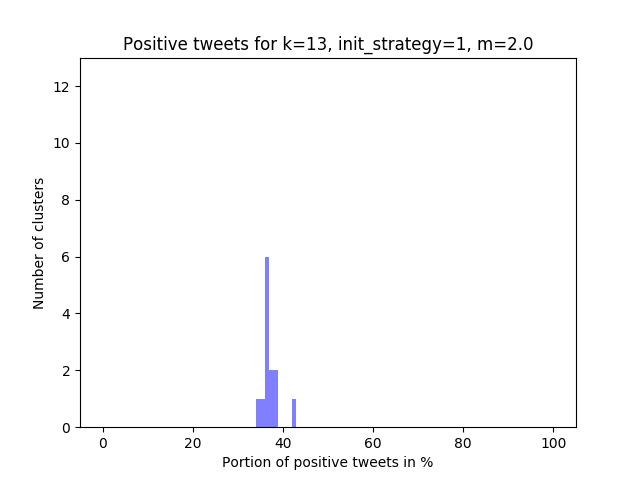 Positive tweets for k=13, init_strategy=1, m=2.0
12
10
8
6
4
2
0
Number of clusters
0 20 40 60 80 100
Portion of positive tweets in %